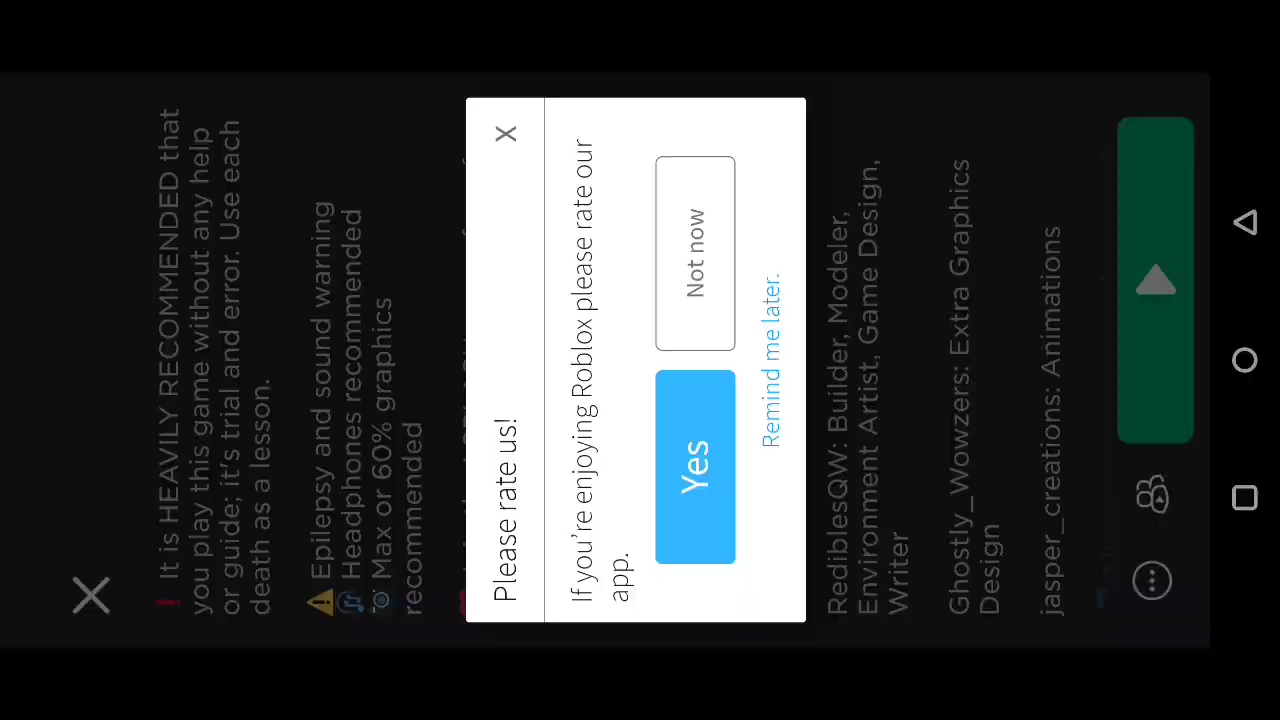 ! It is HEAVILY RECOMMENDED that
you play this game without any help
or guide; it's trial and error. Use each
death as a lesson.
Epilepsy and sound warning
Headphones recommended
Max or 60% graphics
recommended
Please rate us!
X
If you're enjoying Roblox please rate our
app.
Yes
Not now
Remind me later.
RediblesQW: Builder, Modeler,
Environment Artist, Game Design,
Writer
Ghostly_Wowzers: Extra Graphics
Design
jasper_creations: Animations